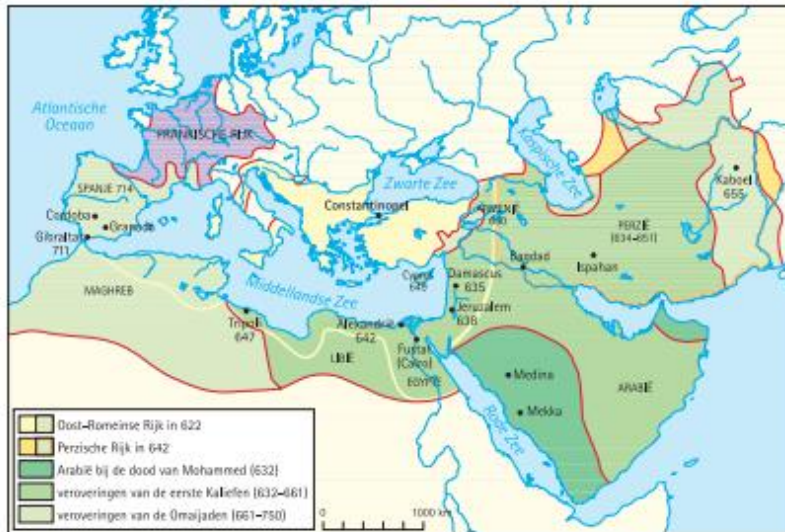 Atlantische
Oceaan
FRANKISCHE RIJK
SPANJE 714
Cordoba
Granada
Gibraltar
711
MAGHREB
Middellandse Zee
Tripoli
647
LIBIË
Alexandrië
642
Fustat
(Cairo)
EGYPTE
Constantinopel
Zwarte Zee
Kaspische Zee
Cyprus
Damascus
635
Jeruzalem
638
Bagdad
PERZIË
(634–651)
Ispahan
Kaboel
655
Medina
Mekka
ARABIË
Rode Zee
Oost-Romeinse Rijk in 622
Perzische Rijk in 642
Arabië bij de dood van Mohammed (632)
veroveringen van de eerste Kaliefen (632–661)
veroveringen van de Omaijaden (661–750)
0 1000 km